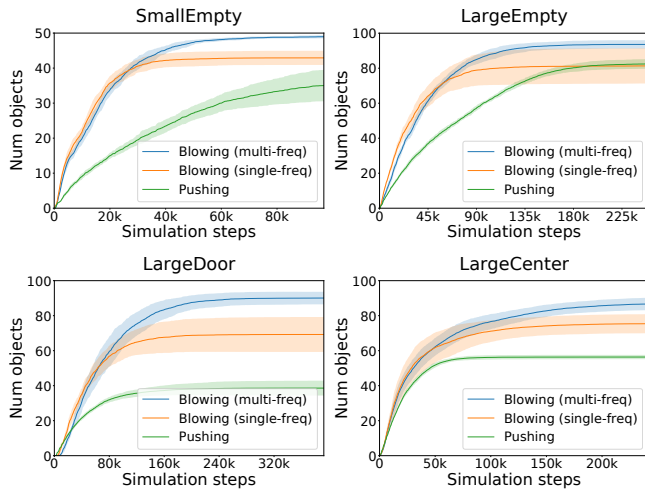 SmallEmpty
Num objects
50
40
30
20
10
0
Blowing (multi-freq)
Blowing (single-freq)
Pushing
0 20k 40k 60k 80k
Simulation steps
LargeEmpty
Num objects
100
80
60
40
20
0
Blowing (multi-freq)
Blowing (single-freq)
Pushing
0 45k 90k 135k 180k 225k
Simulation steps
LargeDoor
Num objects
100
80
60
40
20
0
Blowing (multi-freq)
Blowing (single-freq)
Pushing
0 80k 160k 240k 320k
Simulation steps
LargeCenter
Num objects
100
80
60
40
20
0
Blowing (multi-freq)
Blowing (single-freq)
Pushing
0 50k 100k 150k 200k
Simulation steps